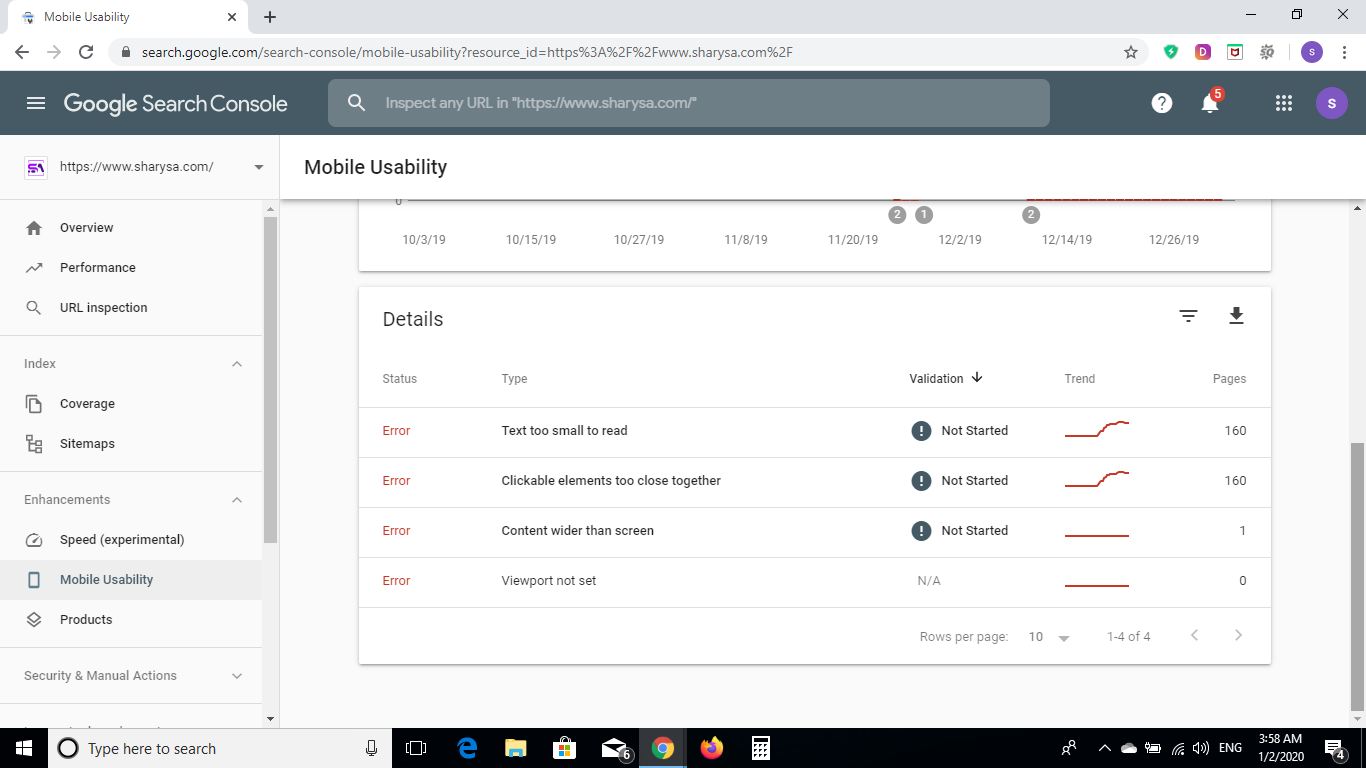 Mobile Usability
search.google.com/search-console/mobile-usability?resource_id=https%3A%2F%2Fwww.sharysa.com%2F
S
Google Search Console
Inspect any URL in "https://www.sharysa.com/"
?
5
S
SA
https://www.sharysa.com/
Mobile Usability
Overview
Performance
URL inspection
Index
Coverage
Sitemaps
Enhancements
Speed (experimental)
Mobile Usability
Products
Security & Manual Actions
0
2 1 2
10/3/19 10/15/19 10/27/19 11/8/19 11/20/19 12/2/19 12/14/19 12/26/19
Details
Status Type Validation Trend Pages
Error Text too small to read ! Not Started 160
Error Clickable elements too close together ! Not Started 160
Error Content wider than screen ! Not Started 1
Error Viewport not set N/A 0
Rows per page: 10 1-4 of 4
Type here to search
6
ENG
3:58 AM
1/2/2020
4